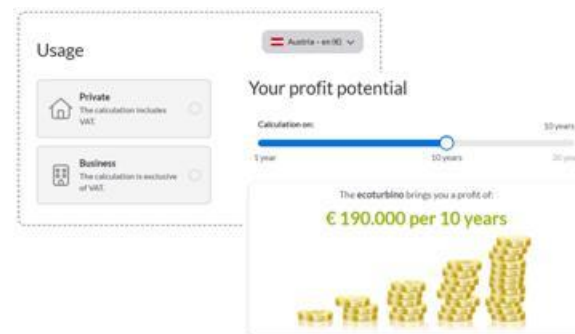 Usage
Austria - en (€)
Private
The calculation includes
VAT.
Business
The calculation is exclusive
of VAT.
Your profit potential
Calculation on:
10 years
1 year
10 years
The ecoturbino brings you a profit of:
€ 190.000 per 10 years